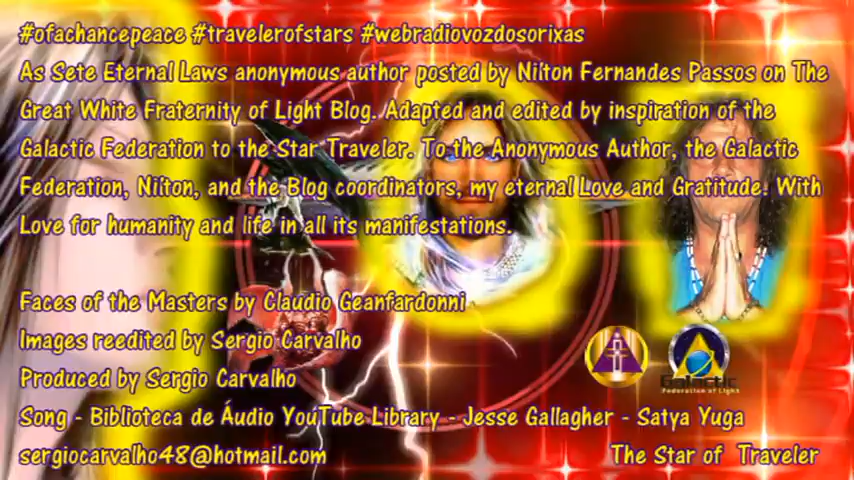 #ofachancepeace #travelerofstars #webradiovozdosorixas
As Sete Eternal Laws anonymous author posted by Nilton Fernandes Passos on The
Great White Fraternity of Light Blog. Adapted and edited by inspiration of the
Galactic Federation to the Star Traveler. To the Anonymous Author, the Galactic
Federation, Nilton, and the Blog coordinators, my eternal Love and Gratitude. With
Love for humanity and life in all its manifestations.
Faces of the Masters by Claudio Geanfardonni
Images reedited by Sergio Carvalho
Produced by Sergio Carvalho
Galactic
Federation of Light
Song - Biblioteca de Áudio YouTube Library - Jesse Gallagher - Satya Yuga
sergiocarvalho48@hotmail.com
The Star of Traveler